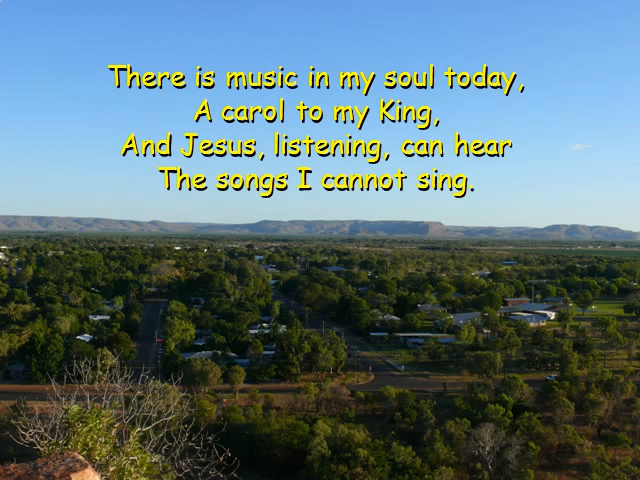 There is music in my soul today,
A carol to my King,
And Jesus, listening, can hear
The songs I cannot sing.